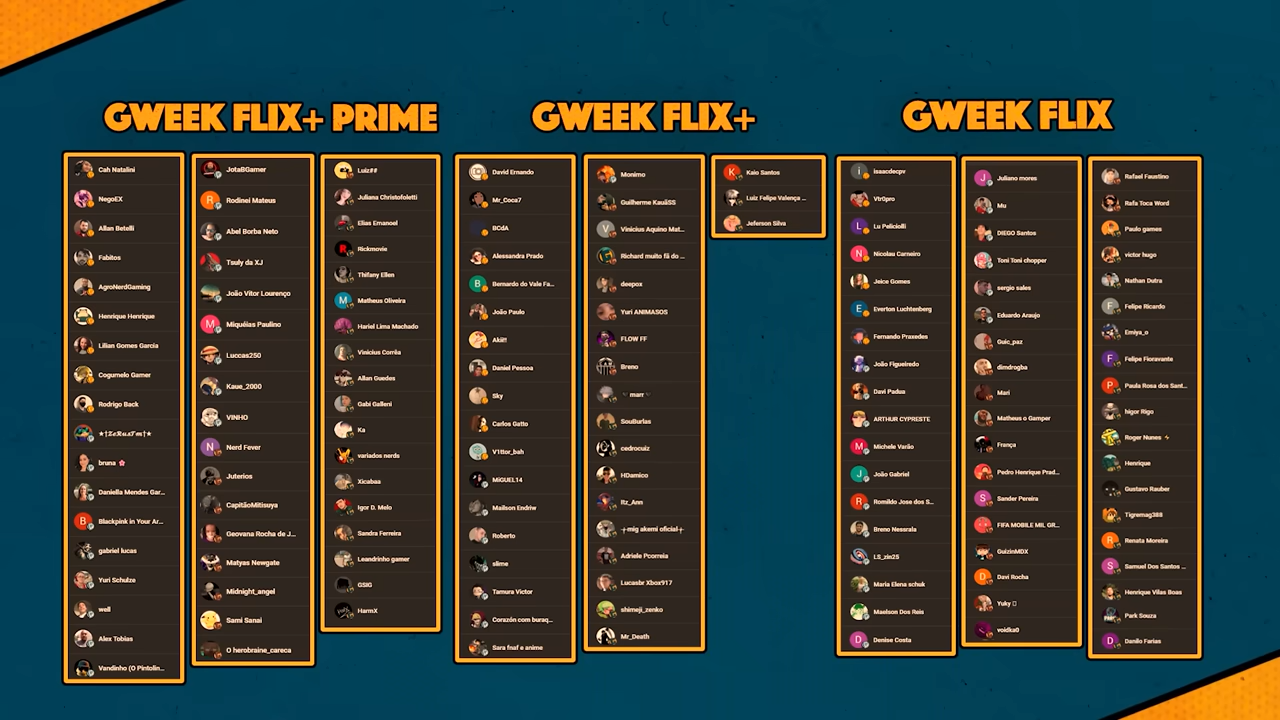 GWEEK FLIX+ PRIME
Cah Natalini
NegoEX
Allan Betelli
Fabitos
AgroNerdGaming
Henrique Henrique
Lilian Gomes Garcia
Cogumelo Gamer
Rodrigo Back
bruna 🌸
Daniella Mendes Gar...
B Blackpink in Your Ar...
gabriel lucas
Yuri Schulze
well
Alex Tobias
Vandinho (O Pintolin...
JotaBGamer
R Rodinei Mateus
Abel Borba Neto
Tsuly da XJ
João Vitor Lourenço
M Miquéias Paulino
Luccas250
Kaue_2000
VINHO
N Nerd Fever
Juterios
CapitãoMitisuya
Geovana Rocha de J...
Matyas Newgate
Midnight_angel
Sami Sanai
O herobraine_careca
Luiz##
Juliana Christofoletti
Elias Emanoel
R Rickmovie
Thifany Ellen
M Matheus Oliveira
Hariel Lima Machado
Vinicius Corrêa
Allan Guedes
Gabi Galleni
Ka
variados nerds
Xicabaa
Igor D. Melo
Sandra Ferreira
Leandrinho gamer
GSIG
HarmX
GWEEK FLIX+
David Ernando
Mr_Coca7
BCdA
Alessandra Prado
B Bernardo do Vale Fa...
João Paulo
Akil!!
Daniel Pessoa
Sky
Carlos Gatto
V1ttor_bah
MiGUEL14
Mailson Endriw
Roberto
slime
Tamura Victor
Corazón com buraq...
Sara fnaf e anime
Monimo
Guilherme KauãSS
V Vinicius Aquino Mat...
Richard muito fã do ...
deepox
Yuri ANIMASOS
FLOW FF
Breno
marr
SouBurlas
cedrocuiz
HDamico
Itz_Ann
┼mig akemi oficial┼
Adriele Pcorreia
Lucasbr Xbox917
shimeji_zenko
Mr_Death
K Kaio Santos
Luiz Felipe Valença ...
Jeferson Silva
GWEEK FLIX
i isaacdecpv
Vtr0pro
L Lu Peliciolli
N Nicolau Carneiro
Jeice Gomes
E Everton Luchtenberg
Fernando Praxedes
João Figueiredo
Davi Padua
ARTHUR CYPRESTE
M Michele Varão
J João Gabriel
R Romildo Jose dos S...
Breno Nessrala
LS_zin25
Maria Elena schuk
Maelson Dos Reis
D Denise Costa
J Juliano mores
Mu
DIEGO Santos
Toni Toni chopper
sergio sales
Eduardo Araujo
Guic_paz
dimdrogba
Mari
Matheus o Gamper
França
Pedro Henrique Prad...
S Sander Pereira
FIFA MOBILE MIL GR...
GuizinMDX
D Davi Rocha
Yuky
voidka0
Rafael Faustino
Rafa Toca Word
Paulo games
victor hugo
Nathan Dutra
F Felipe Ricardo
Emiya_o
F Felipe Fioravante
P Paula Rosa dos Sant...
higor Rigo
Roger Nunes ⚡
Henrique
Gustavo Rauber
Tigremag388
R Renata Moreira
S Samuel Dos Santos ...
Henrique Vilas Boas
Park Souza
D Danilo Farias